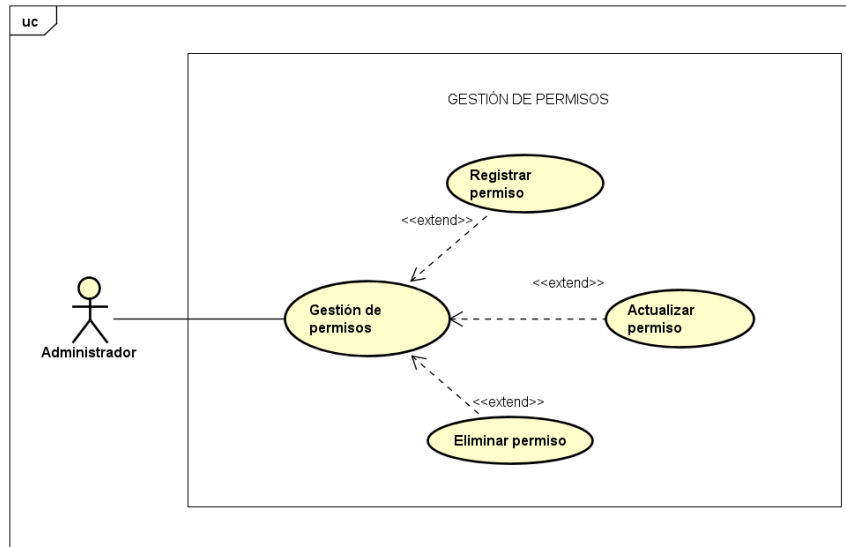 uc
GESTIÓN DE PERMISOS
Registrar
permiso
<<extend>>
<<extend>>
Gestión de
permisos
Actualizar
permiso
Administrador
<<extend>>
Eliminar permiso